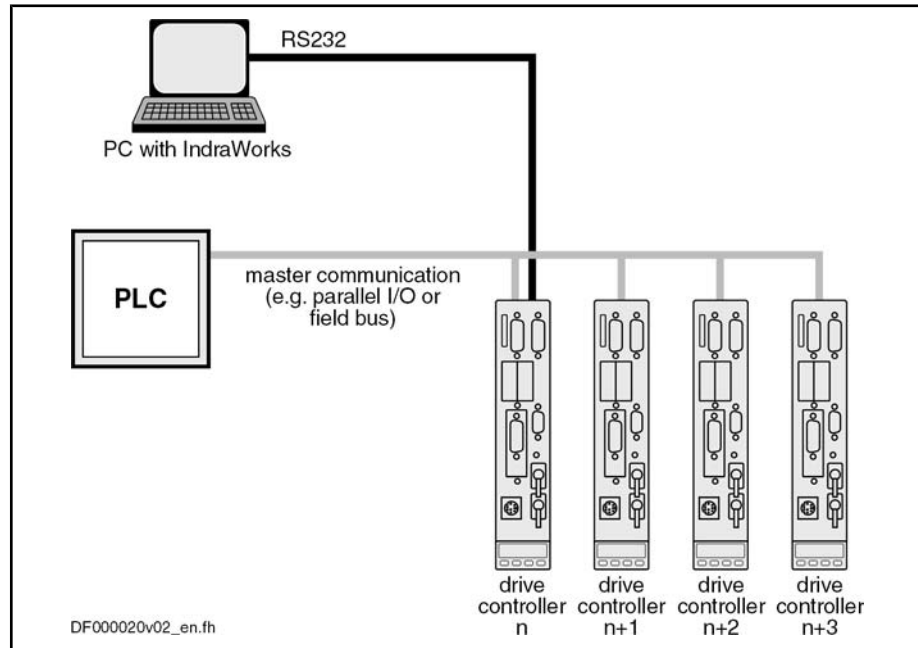 RS232
PC with IndraWorks
PLC
master communication
(e.g. parallel I/O or
field bus)
drive
controller
n
drive
controller
n+1
drive
controller
n+2
drive
controller
n+3
DF000020v02_en.fh